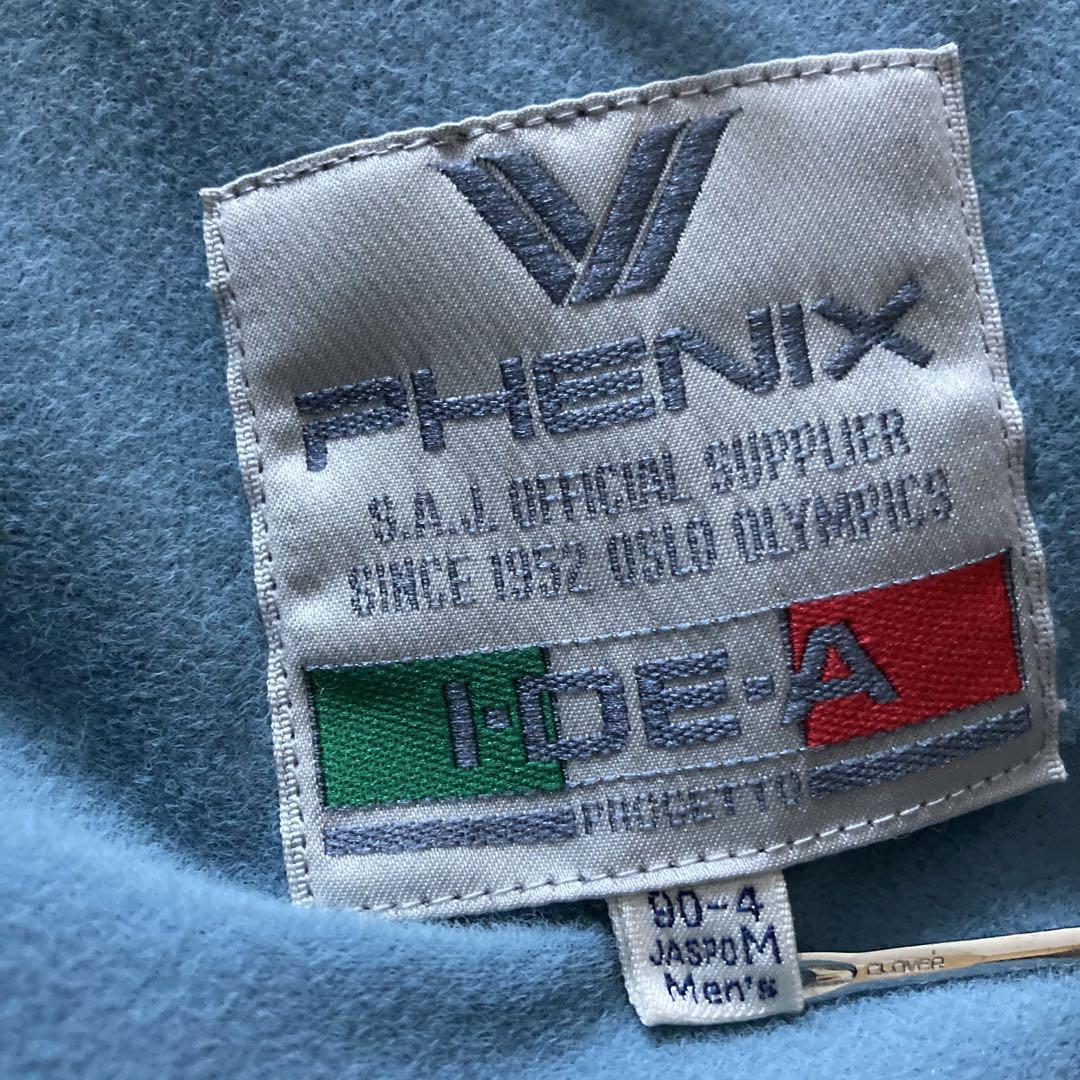 PHENIX
S.A.J. OFFICIAL SUPPLIER
SINCE 1952 OSLO OLYMPICS
I·DE·A
PROGETTO
90-4
JASPO M
Men's
CLOVER